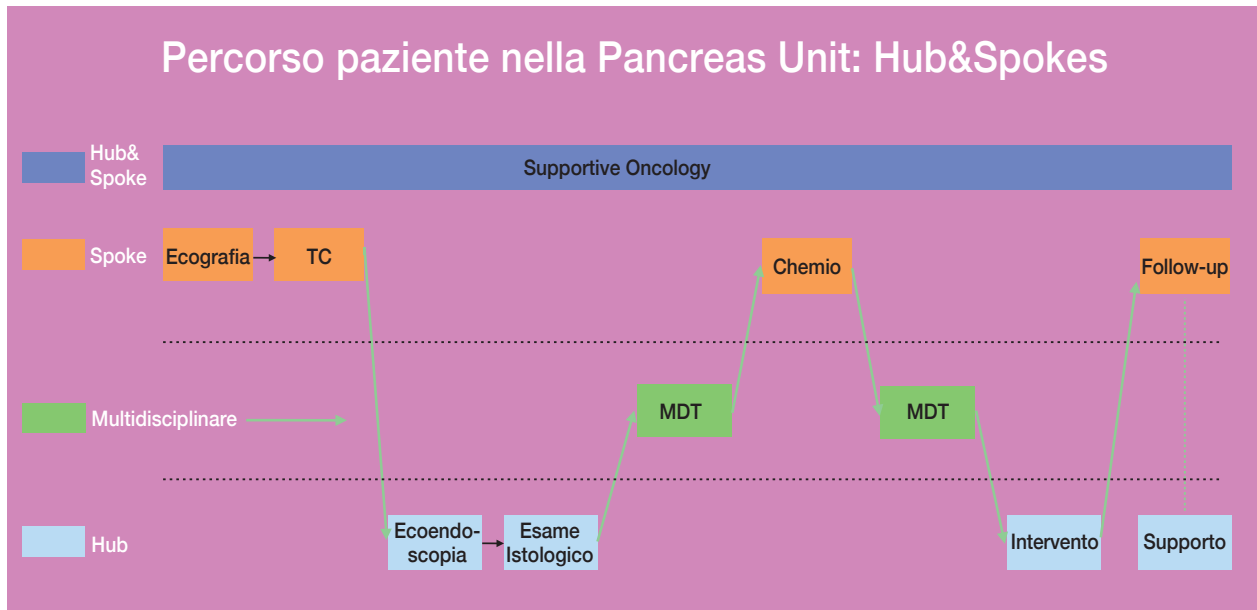 Percorso paziente nella Pancreas Unit: Hub&Spokes
Hub&
Spoke
Supportive Oncology
Spoke
Ecografia
TC
Chemio
Follow-up
Multidisciplinare
MDT
MDT
Hub
Ecoendo-
scopia
Esame
Istologico
Intervento
Supporto